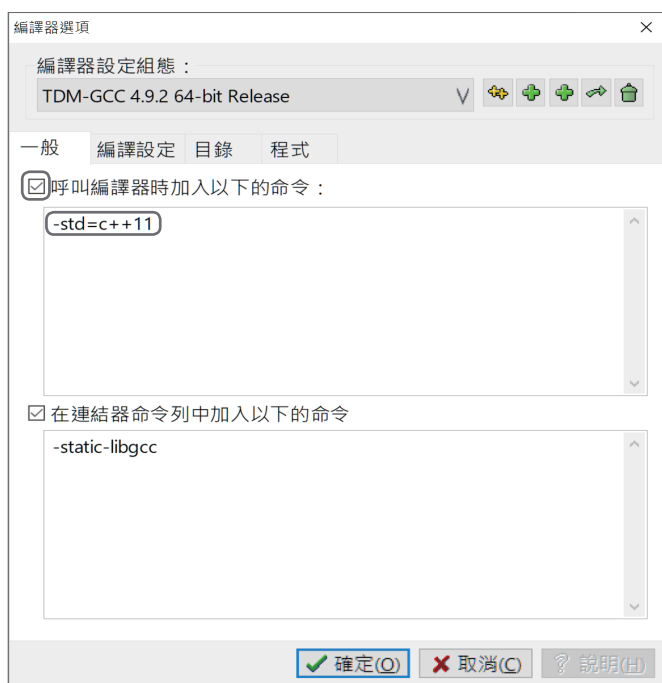 編譯器選項
編譯器設定組態：
TDM-GCC 4.9.2 64-bit Release
一般 編譯設定 目錄 程式
呼叫編譯器時加入以下的命令：
-std=c++11
在連結器命令列中加入以下的命令
-static-libgcc
確定(O) 取消(C) 說明(H)